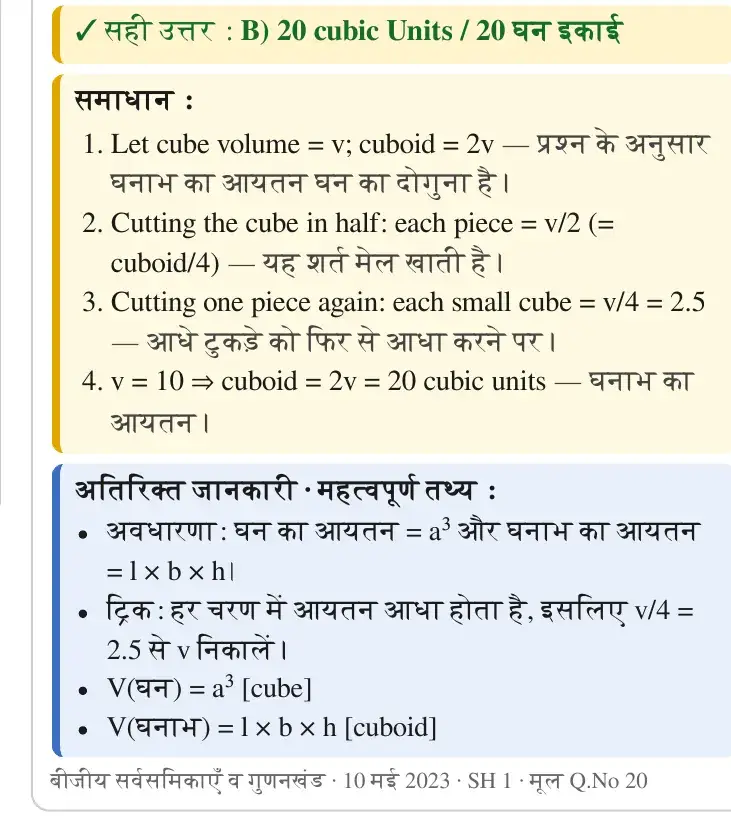 ✓ सही उत्तर : B) 20 cubic Units / 20 घन इकाई
समाधान :
1. Let cube volume = v; cuboid = 2v — प्रश्न के अनुसार
घनाभ का आयतन घन का दोगुना है।
2. Cutting the cube in half: each piece = v/2 (=
cuboid/4) — यह शर्त मेल खाती है।
3. Cutting one piece again: each small cube = v/4 = 2.5
— आधे टुकड़े को फिर से आधा करने पर।
4. v = 10 ⇒ cuboid = 2v = 20 cubic units — घनाभ का
आयतन।
अतिरिक्त जानकारी · महत्वपूर्ण तथ्य :
• अवधारणा : घन का आयतन = a³ और घनाभ का आयतन
= l × b × h।
• ट्रिक : हर चरण में आयतन आधा होता है, इसलिए v/4 =
2.5 से v निकालें।
• V(घन) = a³ [cube]
• V(घनाभ) = l × b × h [cuboid]
बीजीय सर्वसमिकाएँ व गुणनखंड · 10 मई 2023 · SH 1 · मूल Q.No 20